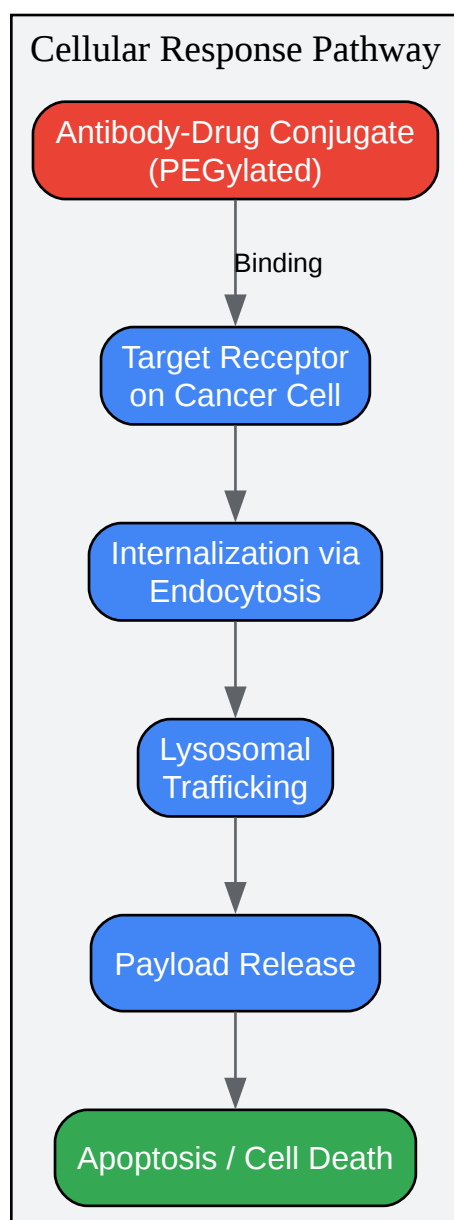 Cellular Response Pathway
Antibody-Drug Conjugate
(PEGylated)
Binding
Target Receptor
on Cancer Cell
Internalization via
Endocytosis
Lysosomal
Trafficking
Payload Release
Apoptosis / Cell Death